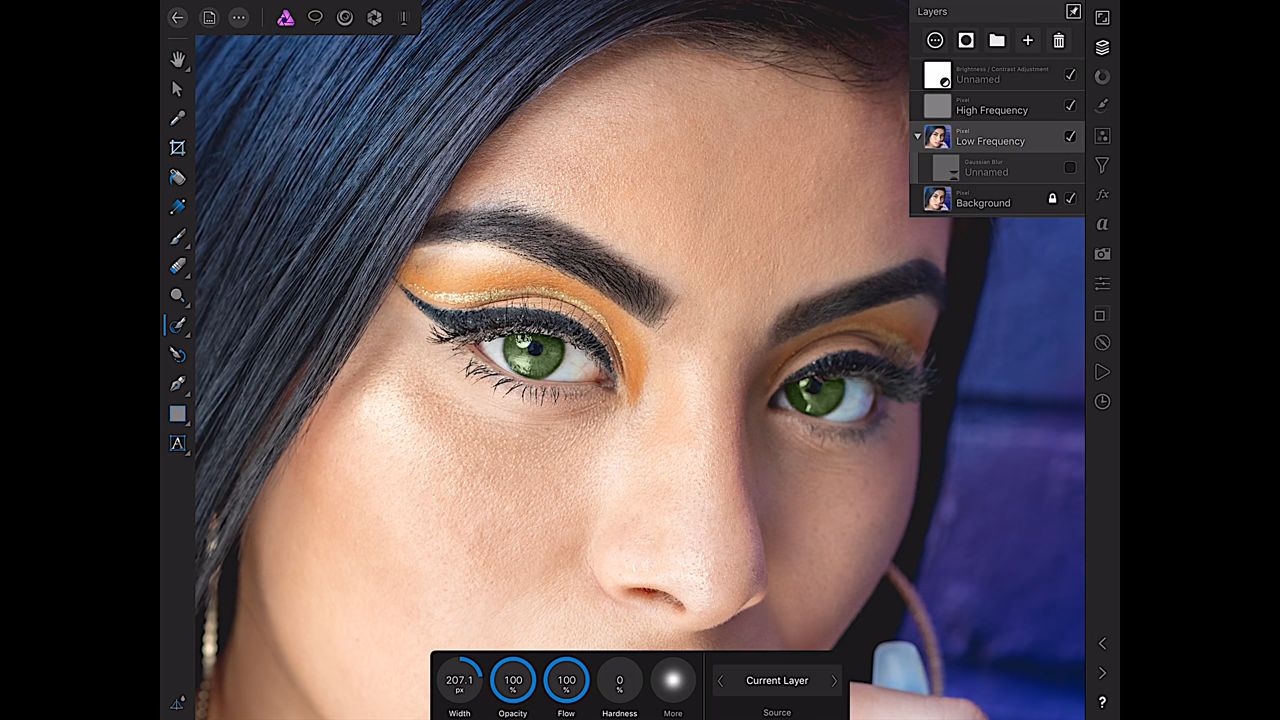 Layers
Brightness / Contrast Adjustment
Unnamed
Pixel
High Frequency
Pixel
Low Frequency
Gaussian Blur
Unnamed
Pixel
Background
fx
a
A
207.1
px
100
%
100
%
0
%
Width
Opacity
Flow
Hardness
More
Current Layer
Source
?